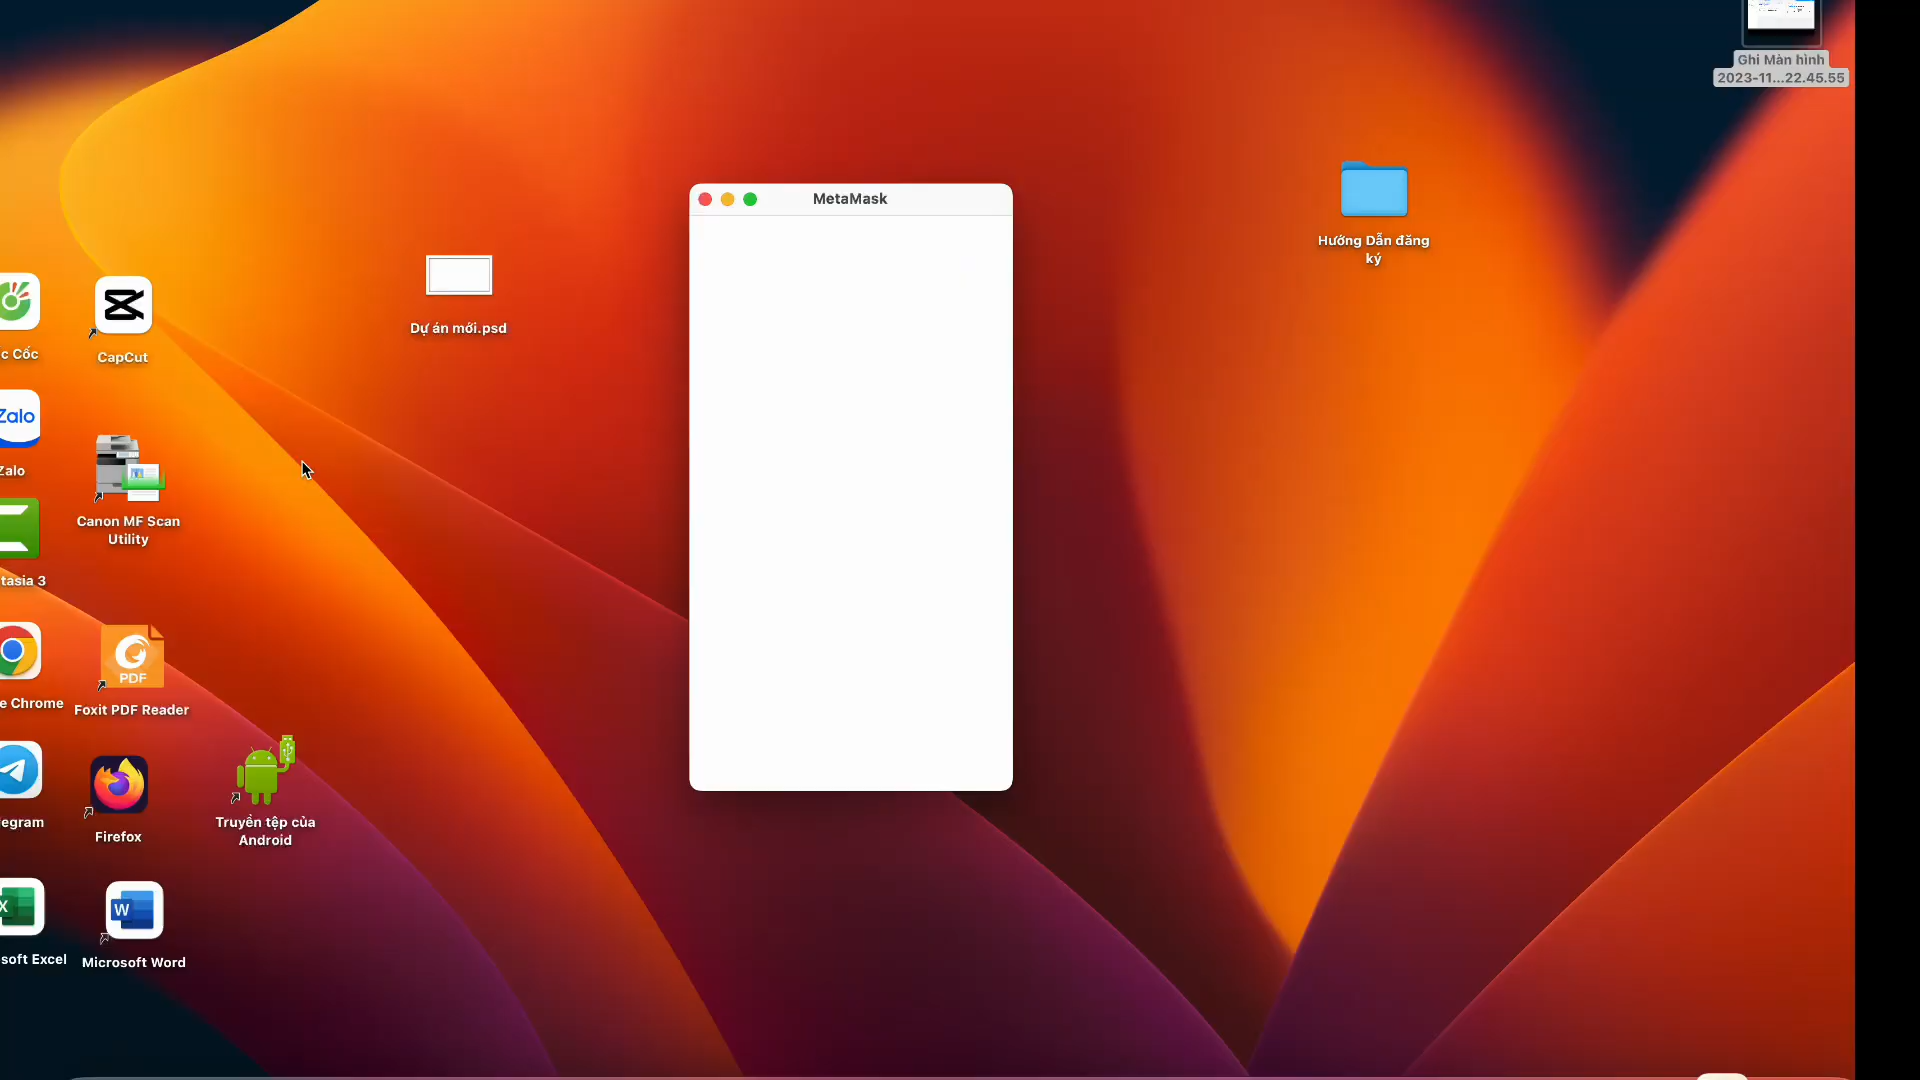 Ghi Màn hình
2023-11...22.45.55
MetaMask
Hướng Dẫn đăng
ký
Dự án mới.psd
c Cốc
CapCut
Zalo
Zalo
Canon MF Scan
Utility
tasia 3
PDF
e Chrome
Foxit PDF Reader
Truyền tệp của
Android
egram
Firefox
X
W
soft Excel
Microsoft Word